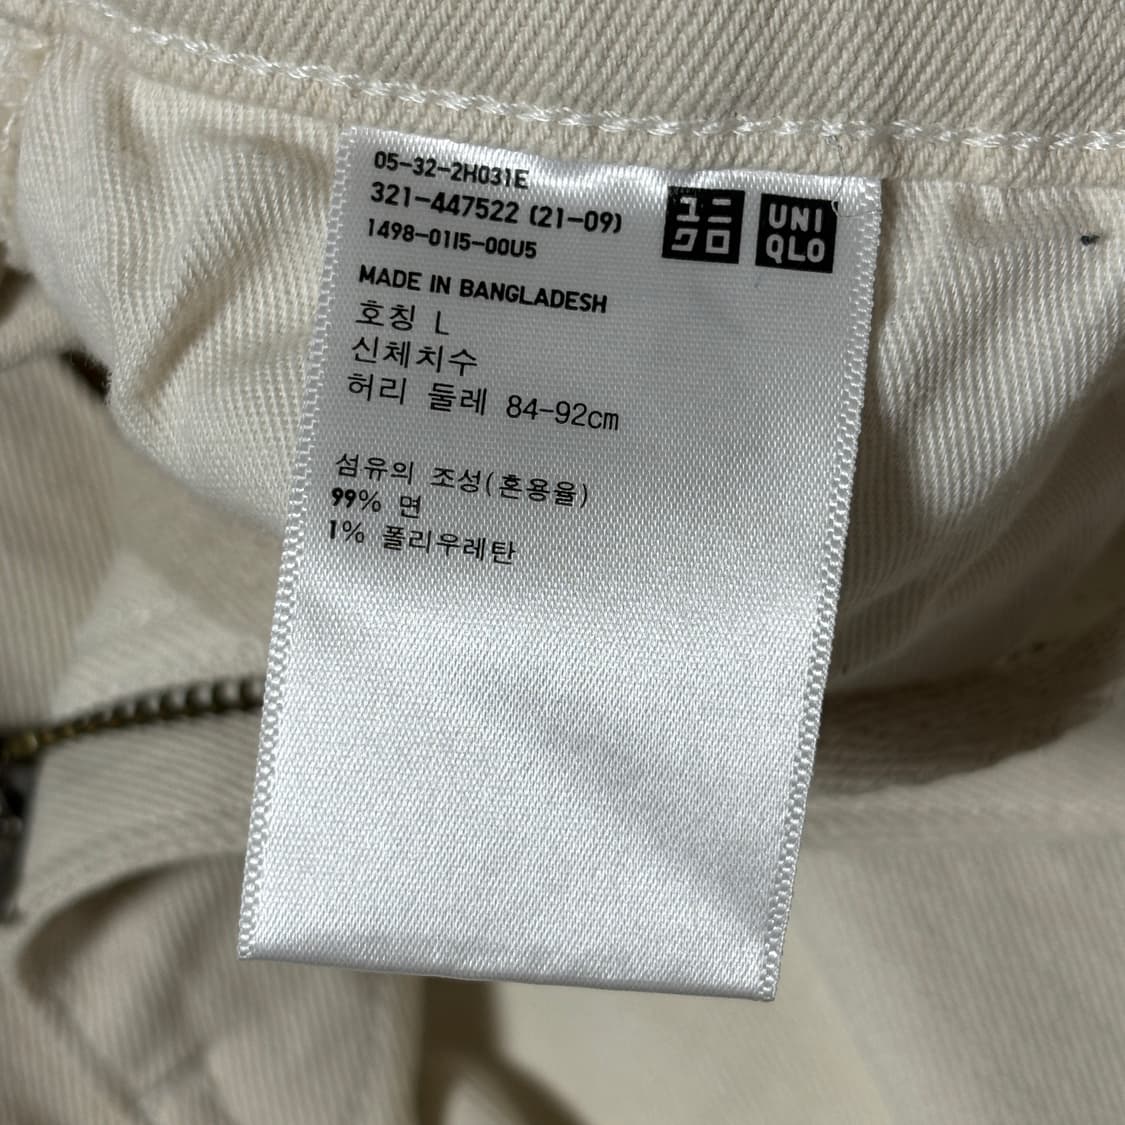 05-32-2H031E
321-447522 (21-09)
1498-0115-00U5
ユニ
クロ
UNI
QLO
MADE IN BANGLADESH
호칭 L
신체치수
허리 둘레 84-92cm
섬유의 조성(혼용율)
99% 면
1% 폴리우레탄